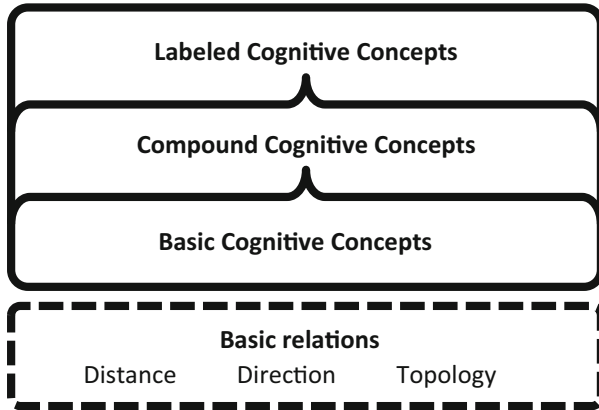 Labeled Cognitive Concepts
Compound Cognitive Concepts
Basic Cognitive Concepts
Basic relations
Distance Direction Topology